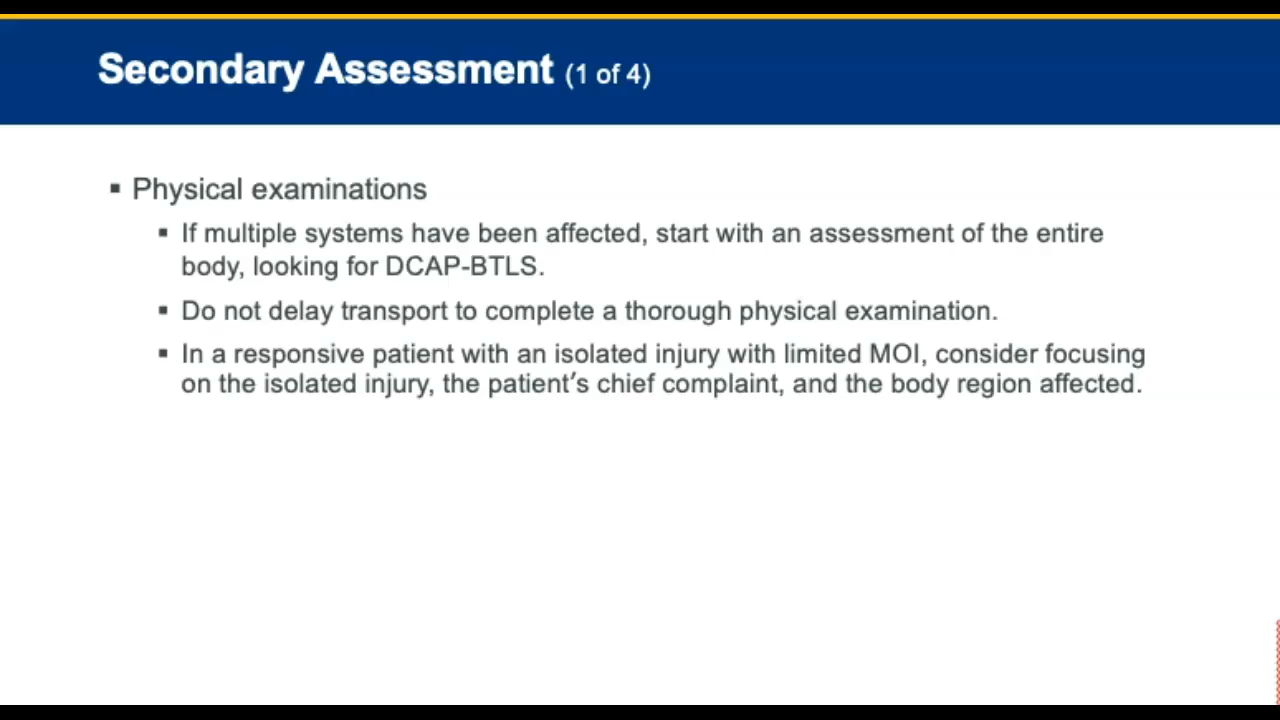 Secondary Assessment (1 of 4)
▪ Physical examinations
▪ If multiple systems have been affected, start with an assessment of the entire
body, looking for DCAP-BTLS.
▪ Do not delay transport to complete a thorough physical examination.
▪ In a responsive patient with an isolated injury with limited MOI, consider focusing
on the isolated injury, the patient’s chief complaint, and the body region affected.